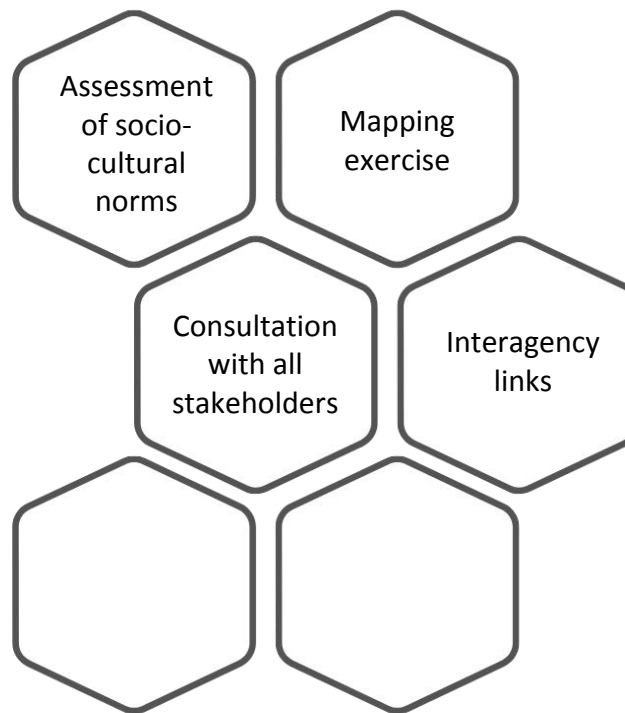 Assessment
of socio-
cultural
norms
Mapping
exercise
Consultation
with all
stakeholders
Interagency
links